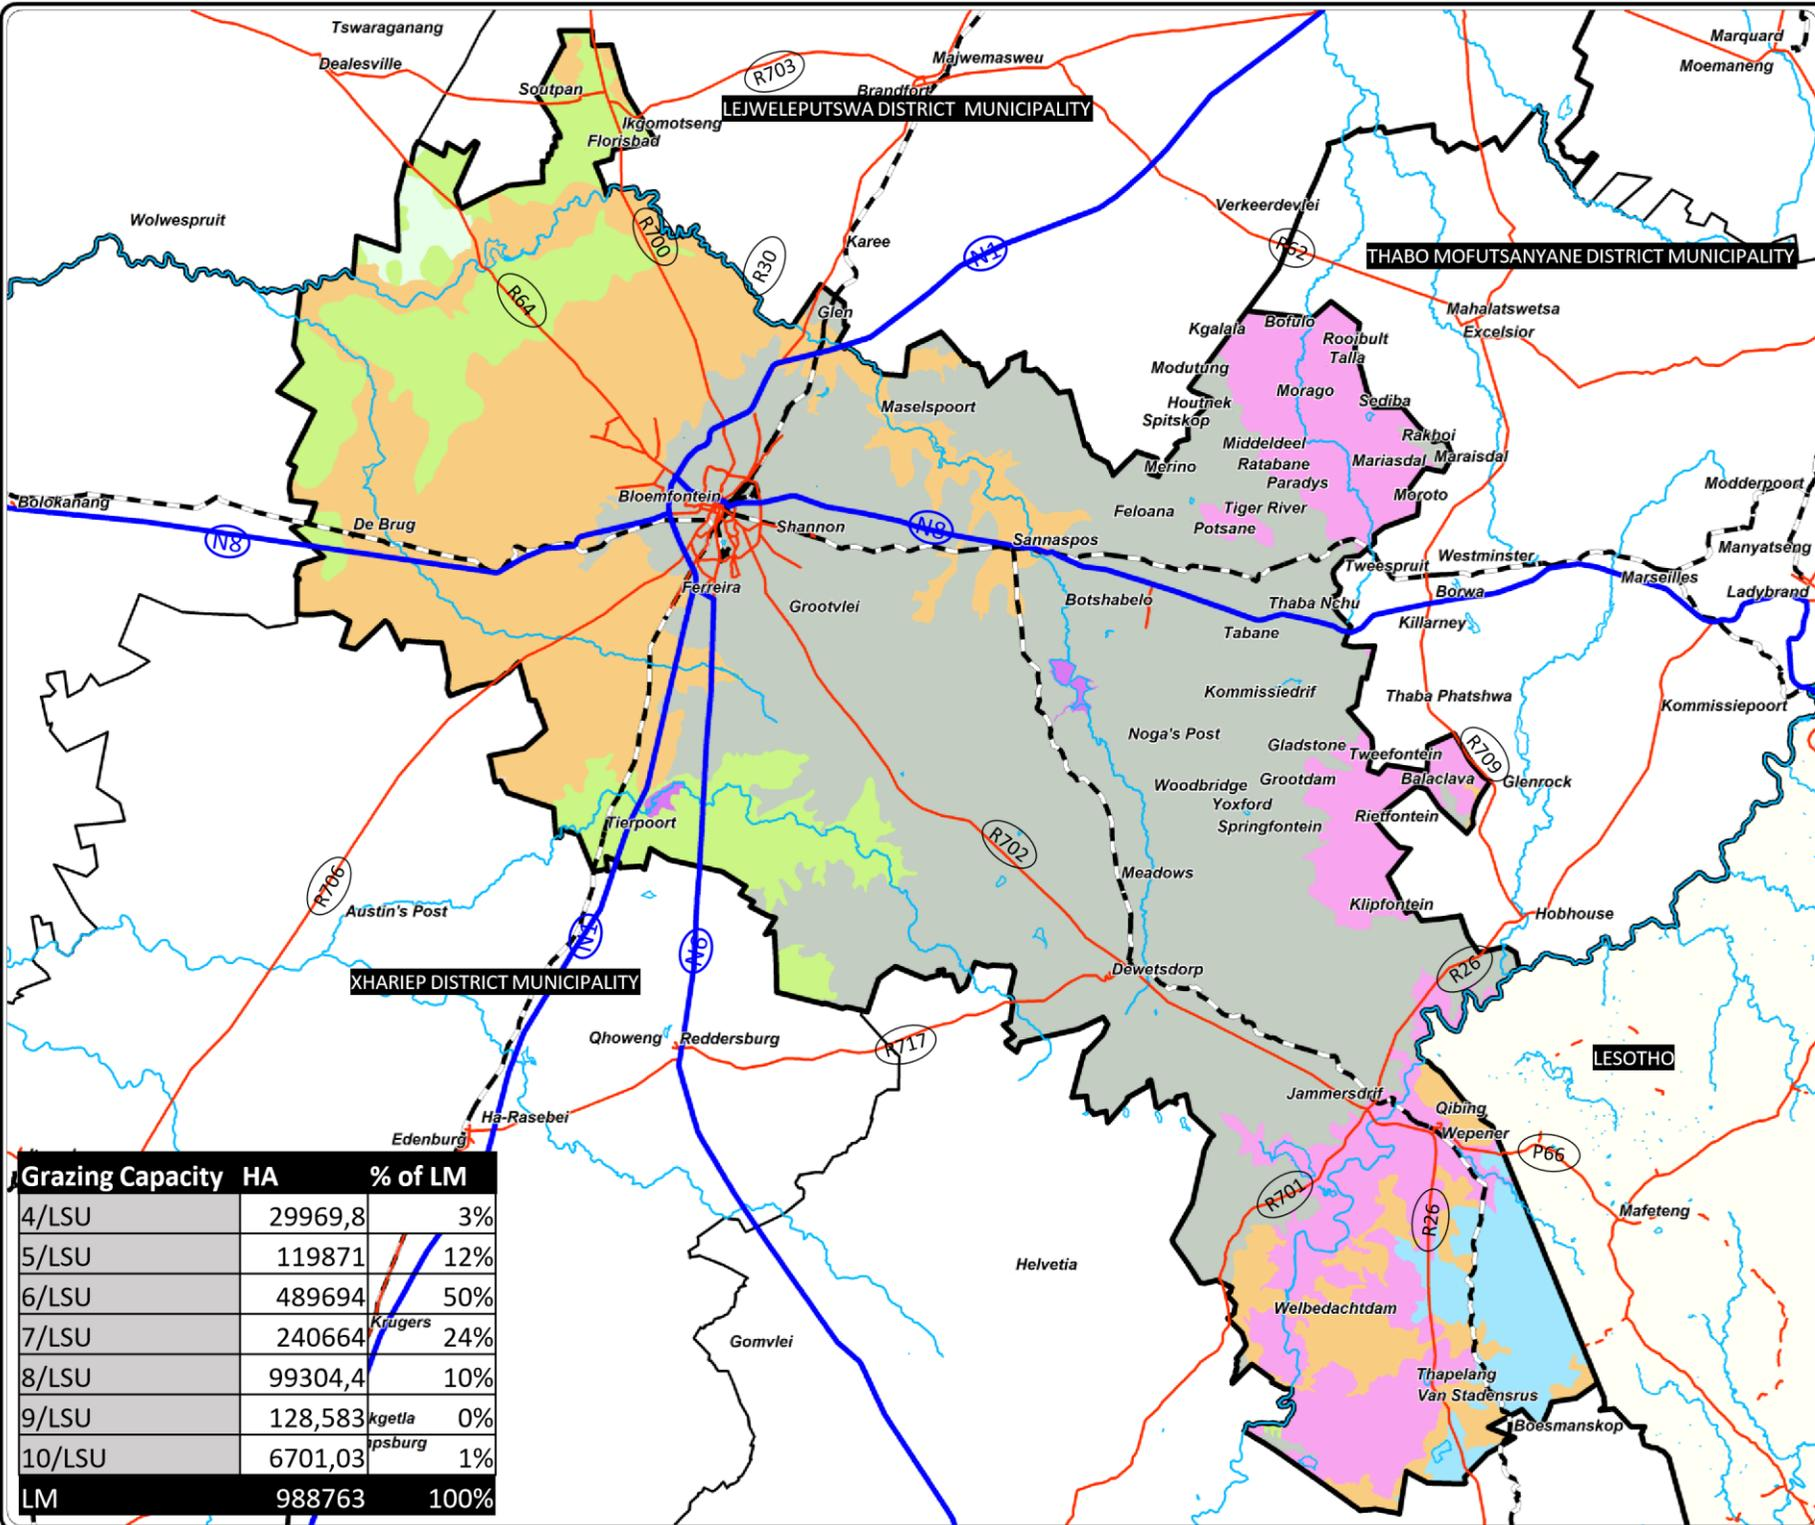 Tswaraganang
Dealesville
Soutpan
R703
Majwemasweu
Brandfort
LEJWELEPUTSWA DISTRICT MUNICIPALITY
Ikgomotseng
Florisbad
Marquard
Moemaneng
Wolwespruit
R700
R30
Karee
N1
Verkeerdevlei
R62
THABO MOFUTSANYANE DISTRICT MUNICIPALITY
R64
Glen
Kgalala
Bofulo
Rooibult
Talla
Mahalatswetsa
Excelsior
Modutung
Morago
Houtnek
Spitskop
Sediba
Maselspoort
Middeldeel
Rakhoi
Maraisdal
Merino
Ratabane
Mariasdal
Paradys
Moroto
Modderpoort
Bolokanang
N8
De Brug
Bloemfontein
Shannon
N8
Sannaspos
Feloana
Tiger River
Potsane
Manyatseng
Westminster
Tweespruit
Marseilles
Ladybrand
Ferreira
Grootvlei
Botshabelo
Thaba Nchu
Borwa
Killarney
Tabane
Kommissiedrif
Thaba Phatshwa
Kommissiepoort
Noga's Post
Gladstone
Tweefontein
R709
Woodbridge
Grootdam
Balaclava
Glenrock
Yoxford
Springfontein
Rietfontein
Tierpoort
R702
Meadows
R706
Austin's Post
Klipfontein
Hobhouse
N1
N6
Dewetsdorp
R26
XHARIEP DISTRICT MUNICIPALITY
Qhoweng
Reddersburg
R717
LESOTHO
Jammersdrif
Qibing
Wepener
P66
Ha-Rasebei
Edenburg
R701
R26
Mafeteng
Helvetia
Welbedachtdam
Gomvlei
Thapelang
Van Stadensrus
Boesmanskop
Grazing Capacity HA % of LM
4/LSU 29969,8 3%
5/LSU 119871 12%
6/LSU 489694 50%
Krugers
7/LSU 240664 24%
8/LSU 99304,4 10%
9/LSU 128,583 kgetla 0%
psburg
10/LSU 6701,03 1%
LM 988763 100%